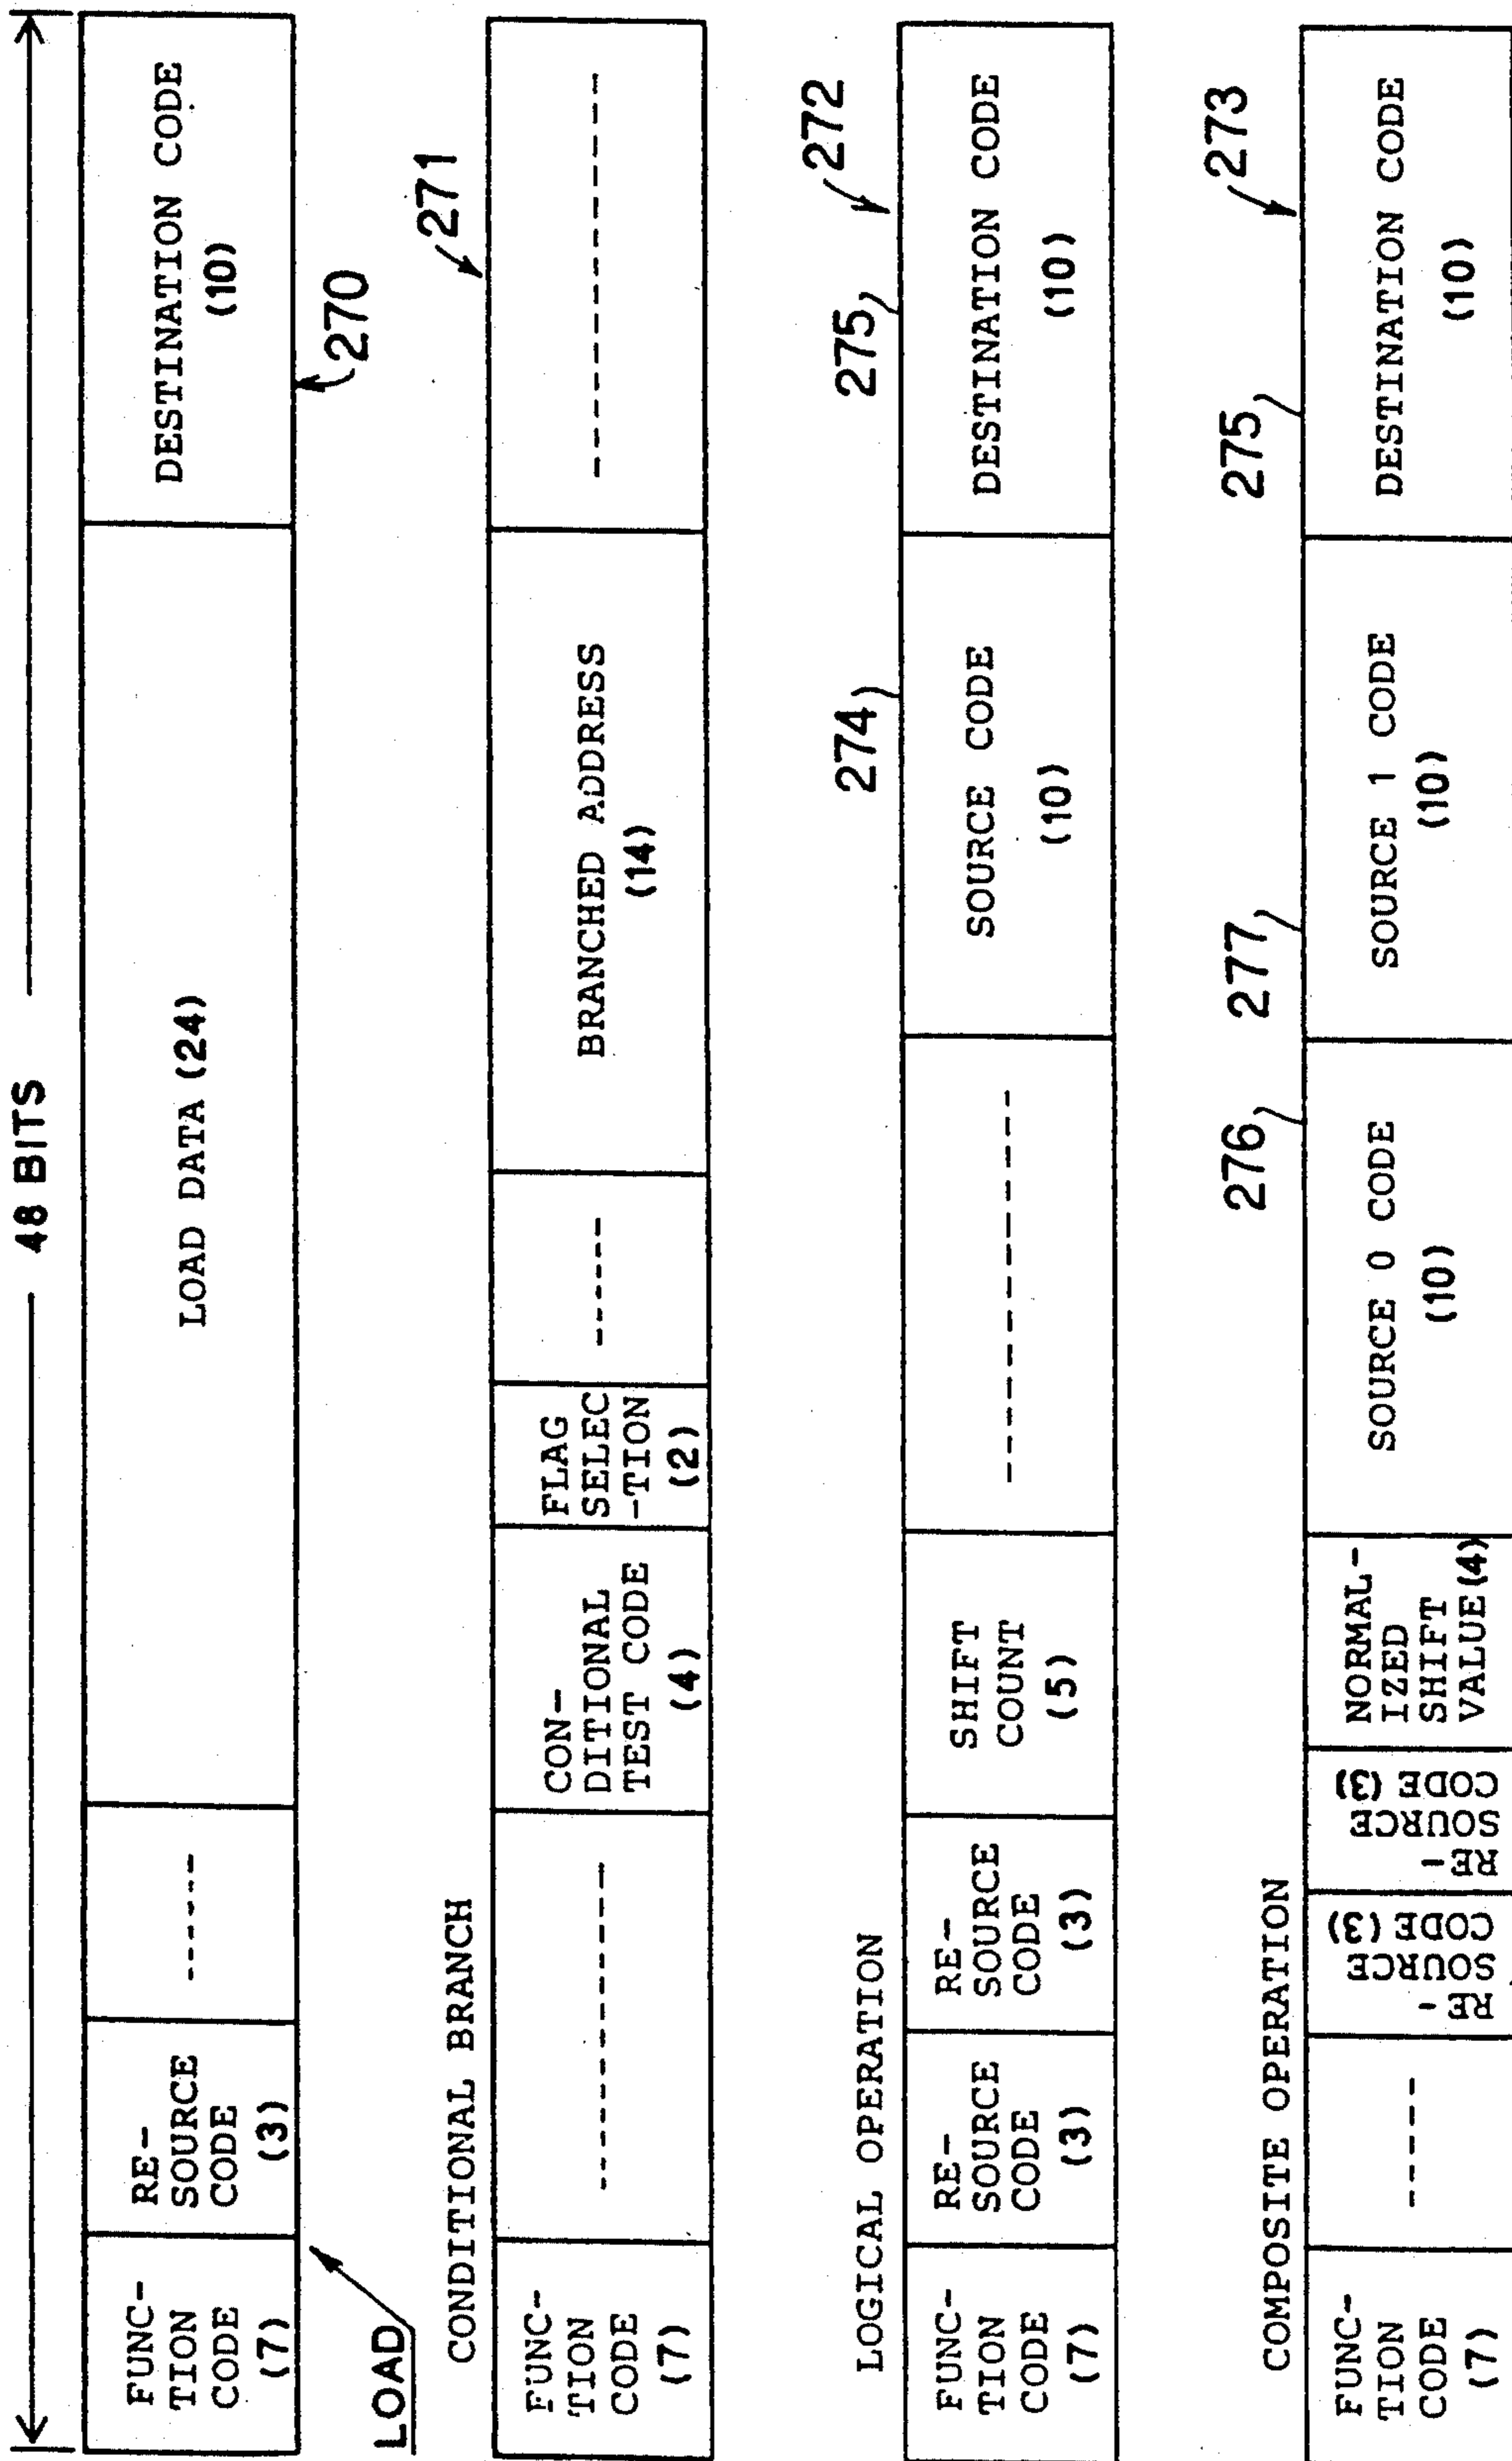 48 BITS
FUNC-
TION
CODE
(7)
RE-
SOURCE
CODE
(3)
------
LOAD DATA (24)
DESTINATION CODE
(10)
LOAD
270
CONDITIONAL BRANCH
271
FUNC-
TION
CODE
(7)
--------------
CON-
DITIONAL
TEST CODE
(4)
FLAG
SELEC
-TION
(2)
------
BRANCHED ADDRESS
(14)
-----------------
LOGICAL OPERATION
274
275
272
FUNC-
TION
CODE
(7)
RE-
SOURCE
CODE
(3)
RE-
SOURCE
CODE
(3)
SHIFT
COUNT
(5)
-----------------
SOURCE CODE
(10)
DESTINATION CODE
(10)
COMPOSITE OPERATION
276
277
275
273
FUNC-
TION
CODE
(7)
------
RE-
SOURCE
CODE (3)
RE-
SOURCE
CODE (3)
NORMAL-
IZED
SHIFT
VALUE (4)
SOURCE 0 CODE
(10)
SOURCE 1 CODE
(10)
DESTINATION CODE
(10)